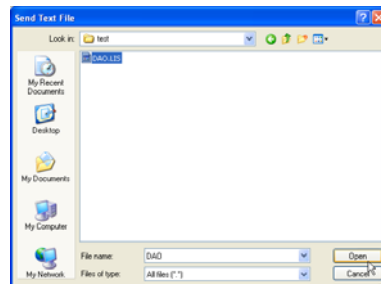 Send Text File
Look in: test
DAO.LIS
My Recent
Documents
Desktop
My Documents
My Computer
My Network
File name: DAO Open
Files of type: All files (*.*) Cancel